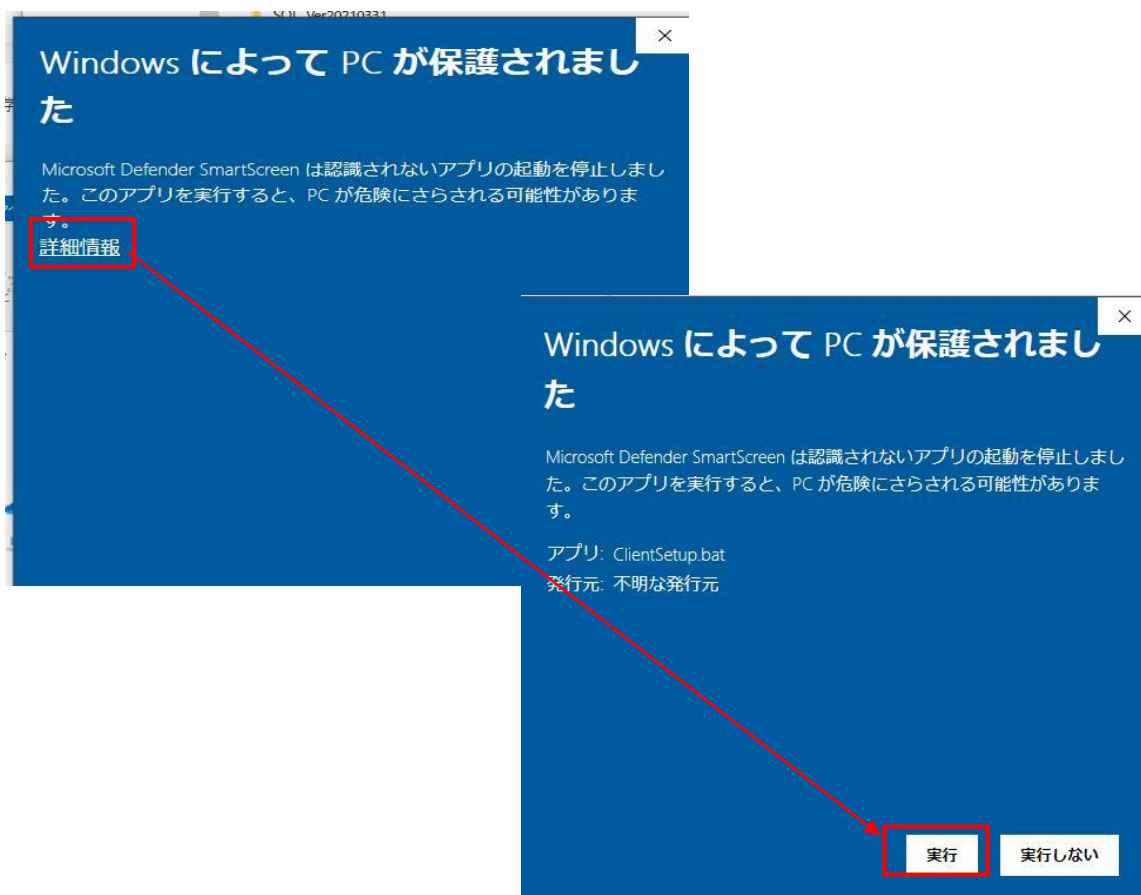 SQL_Ver20210331
Windows によって PC が保護されまし
た
Microsoft Defender SmartScreen は認識されないアプリの起動を停止しまし
た。このアプリを実行すると、PC が危険にさらされる可能性がありま
す。
詳細情報
Windows によって PC が保護されまし
た
Microsoft Defender SmartScreen は認識されないアプリの起動を停止しまし
た。このアプリを実行すると、PC が危険にさらされる可能性がありま
す。
アプリ: ClientSetup.bat
発行元: 不明な発行元
実行 実行しない